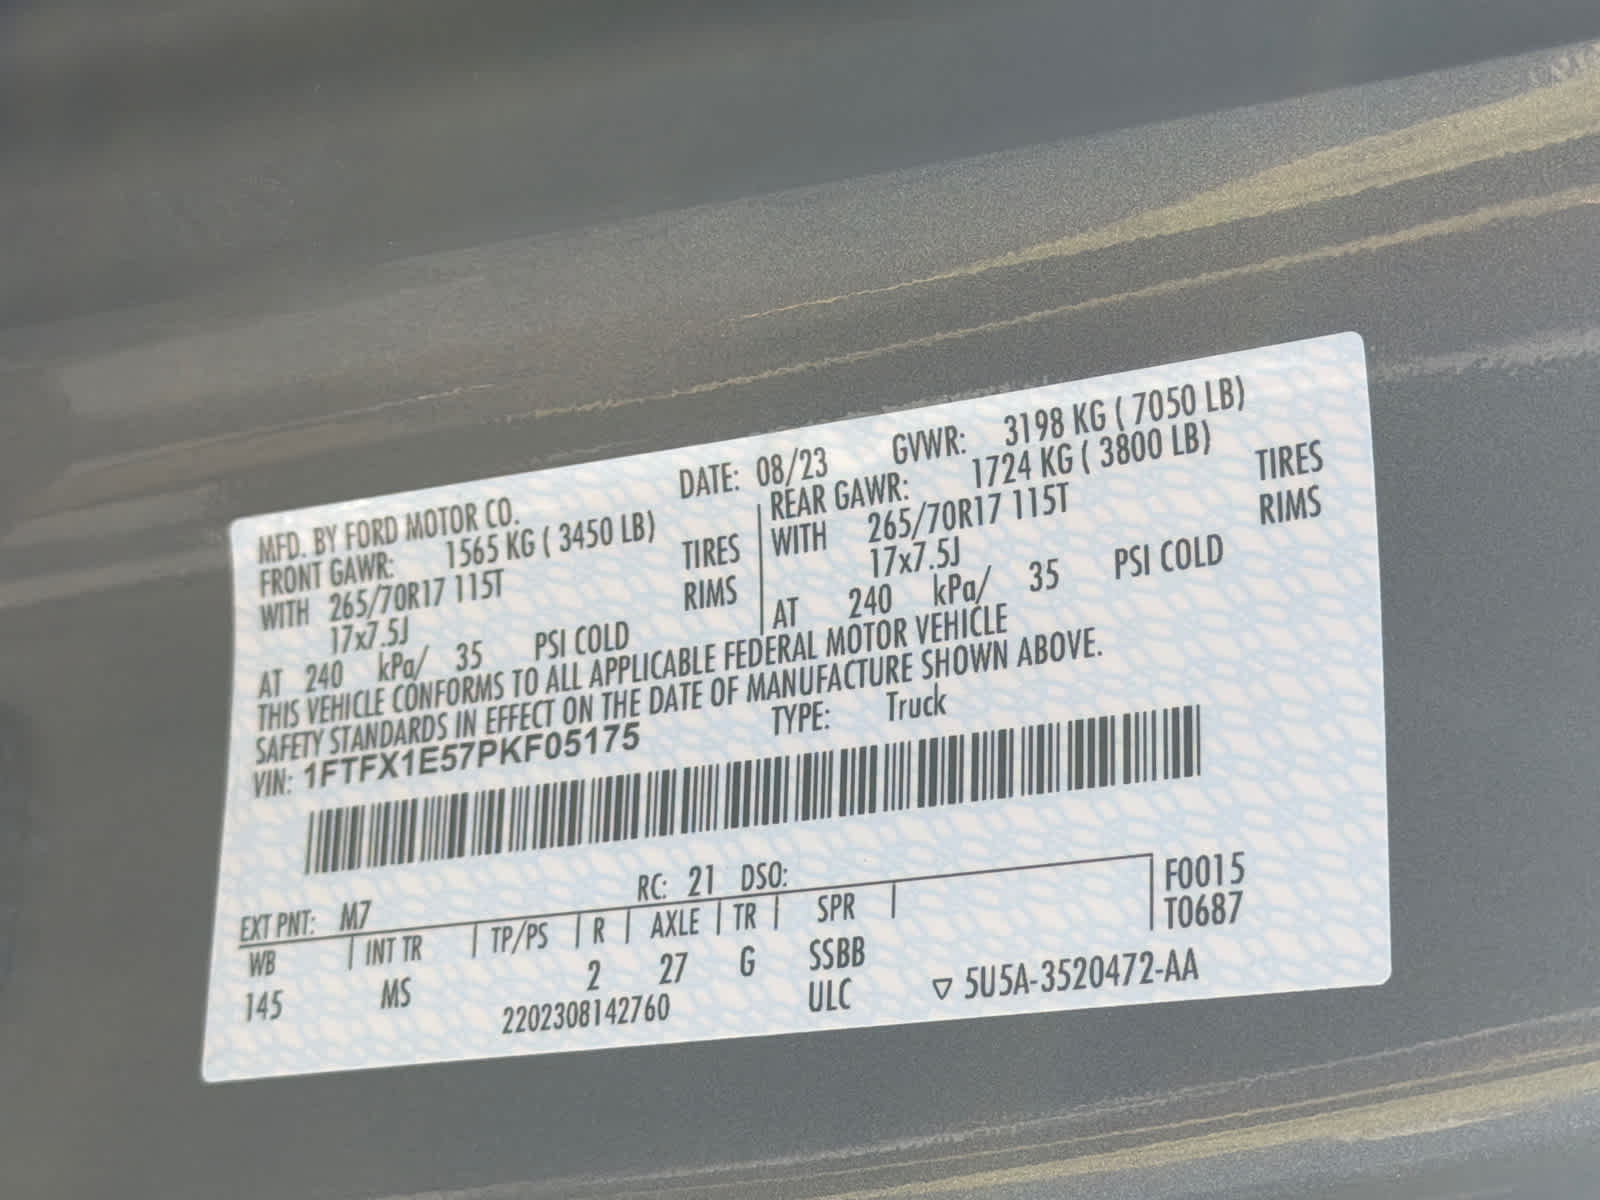 MFD. BY FORD MOTOR CO. DATE: 08/23 GVWR: 3198 KG ( 7050 LB)
FRONT GAWR: 1565 KG ( 3450 LB) REAR GAWR: 1724 KG ( 3800 LB)
WITH 265/70R17 115T TIRES WITH 265/70R17 115T TIRES
17x7.5J RIMS 17x7.5J RIMS
AT 240 kPa/ 35 PSI COLD AT 240 kPa/ 35 PSI COLD
THIS VEHICLE CONFORMS TO ALL APPLICABLE FEDERAL MOTOR VEHICLE
SAFETY STANDARDS IN EFFECT ON THE DATE OF MANUFACTURE SHOWN ABOVE.
VIN: 1FTFX1E57PKF05175 TYPE: Truck
EXT PNT: M7 RC: 21 DSO: F0015
WB INT TR TP/PS R AXLE TR SPR T0687
145 MS 2 27 G SSBB
2202308142760 ULC ▽ 5U5A-3520472-AA